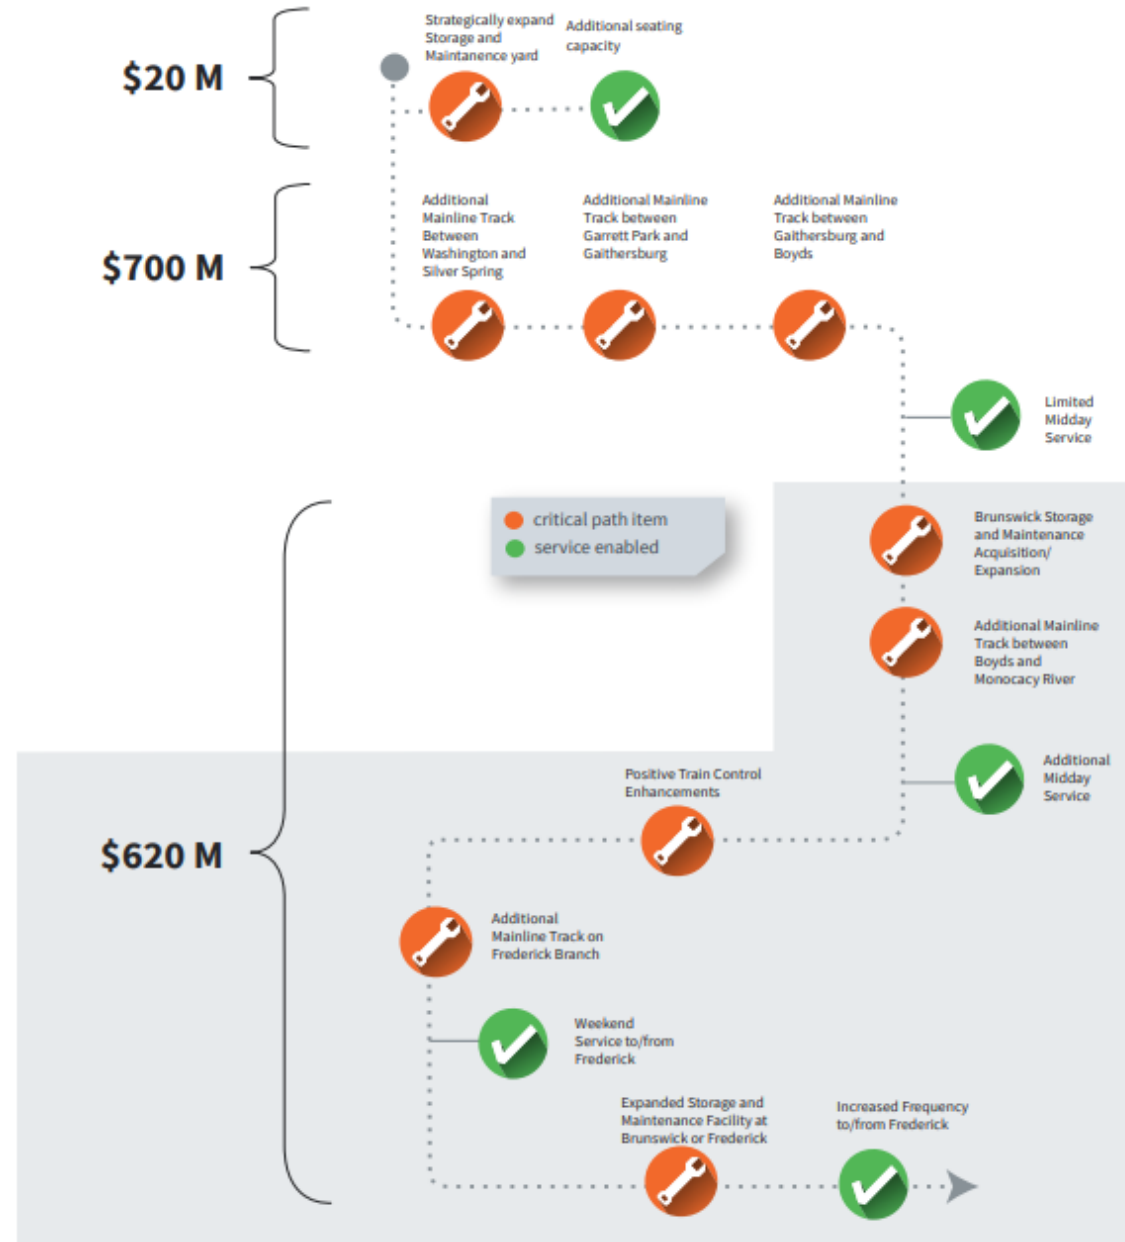 $20 M
Strategically expand
Storage and
Maintanence yard
Additional seating
capacity
$700 M
Additional
Mainline Track
Between
Washington and
Silver Spring
Additional Mainline
Track between
Garrett Park and
Gaithersburg
Additional Mainline
Track between
Gaithersburg and
Boyds
Limited
Midday
Service
critical path item
service enabled
Brunswick Storage
and Maintenance
Acquisition/
Expansion
Additional Mainline
Track between
Boyds and
Monocacy River
Additional
Midday
Service
$620 M
Positive Train Control
Enhancements
Additional
Mainline Track on
Frederick Branch
Weekend
Service to/from
Frederick
Expanded Storage and
Maintenance Facility at
Brunswick or Frederick
Increased Frequency
to/from Frederick